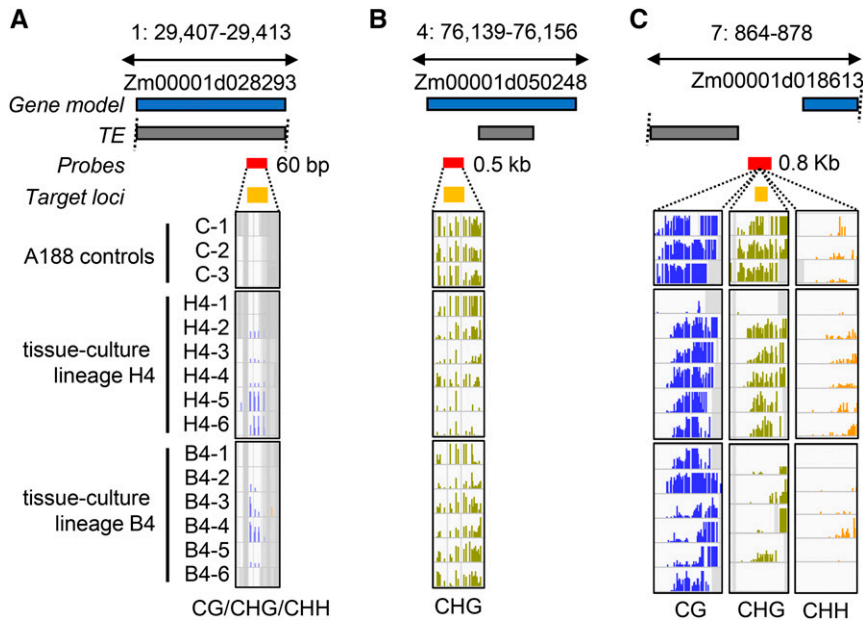 A
B
C
1: 29,407-29,413
4: 76,139-76,156
7: 864-878
Zm00001d028293
Zm00001d050248
Zm00001d018613
Gene model
TE
Probes
60 bp
0.5 kb
0.8 Kb
Target loci
A188 controls
C-1
C-2
C-3
tissue-culture
lineage H4
H4-1
H4-2
H4-3
H4-4
H4-5
H4-6
tissue-culture
lineage B4
B4-1
B4-2
B4-3
B4-4
B4-5
B4-6
CG/CHG/CHH
CHG
CG
CHG
CHH